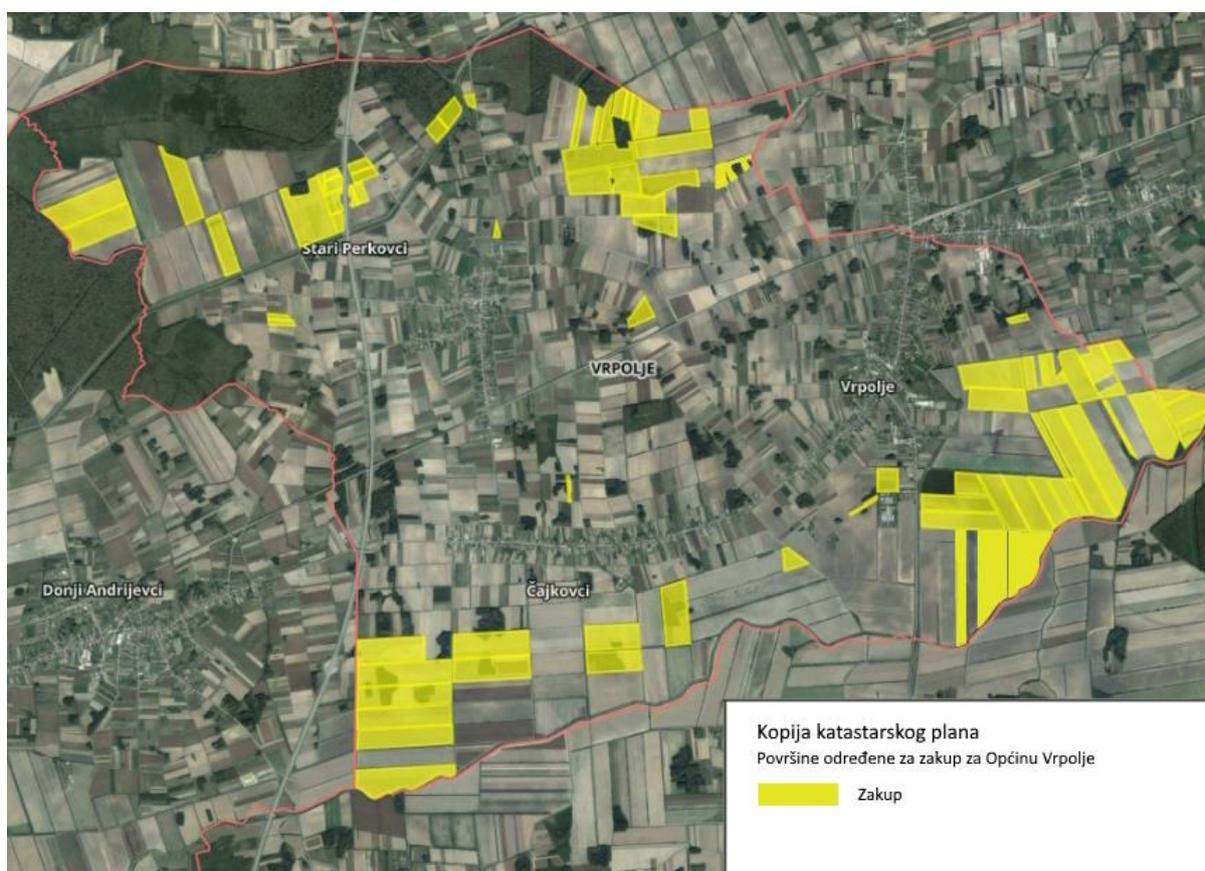 Stari Perkovci
VRPOLJE
Vrpolje
Donji Andrijevci
Čajkovci
Kopija katastarskog plana
Površine određene za zakup za Općinu Vrpolje
Zakup